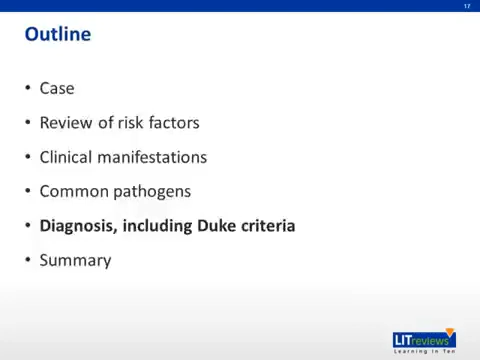 17
Outline
• Case
• Review of risk factors
• Clinical manifestations
• Common pathogens
• Diagnosis, including Duke criteria
• Summary
LITreviews
Learning in Ten